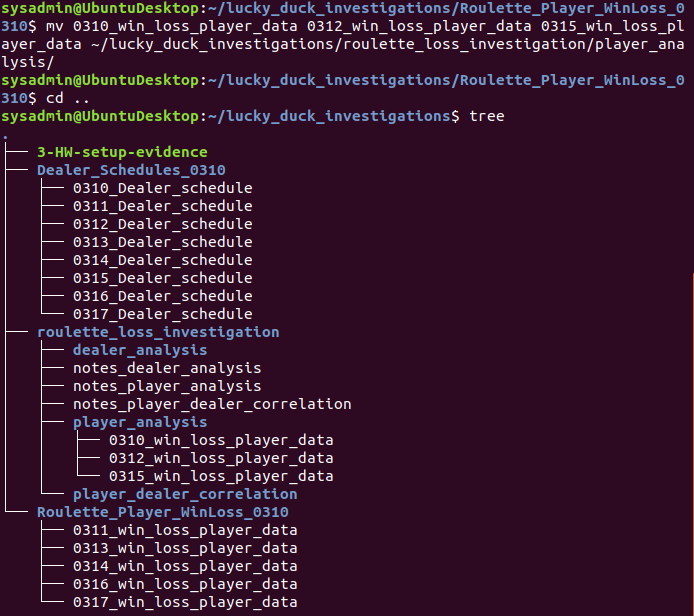 sysadmin@UbuntuDesktop:~/lucky_duck_investigations/Roulette_Player_WinLoss_0
310$ mv 0310_win_loss_player_data 0312_win_loss_player_data 0315_win_loss_pl
ayer_data ~/lucky_duck_investigations/roulette_loss_investigation/player_ana
lysis/
sysadmin@UbuntuDesktop:~/lucky_duck_investigations/Roulette_Player_WinLoss_0
310$ cd ..
sysadmin@UbuntuDesktop:~/lucky_duck_investigations$ tree
.
├── 3-HW-setup-evidence
├── Dealer_Schedules_0310
│   ├── 0310_Dealer_schedule
│   ├── 0311_Dealer_schedule
│   ├── 0312_Dealer_schedule
│   ├── 0313_Dealer_schedule
│   ├── 0314_Dealer_schedule
│   ├── 0315_Dealer_schedule
│   ├── 0316_Dealer_schedule
│   └── 0317_Dealer_schedule
├── roulette_loss_investigation
│   ├── dealer_analysis
│   ├── notes_dealer_analysis
│   ├── notes_player_analysis
│   ├── notes_player_dealer_correlation
│   ├── player_analysis
│   │   ├── 0310_win_loss_player_data
│   │   ├── 0312_win_loss_player_data
│   │   └── 0315_win_loss_player_data
│   └── player_dealer_correlation
└── Roulette_Player_WinLoss_0310
    ├── 0311_win_loss_player_data
    ├── 0313_win_loss_player_data
    ├── 0314_win_loss_player_data
    ├── 0316_win_loss_player_data
    └── 0317_win_loss_player_data